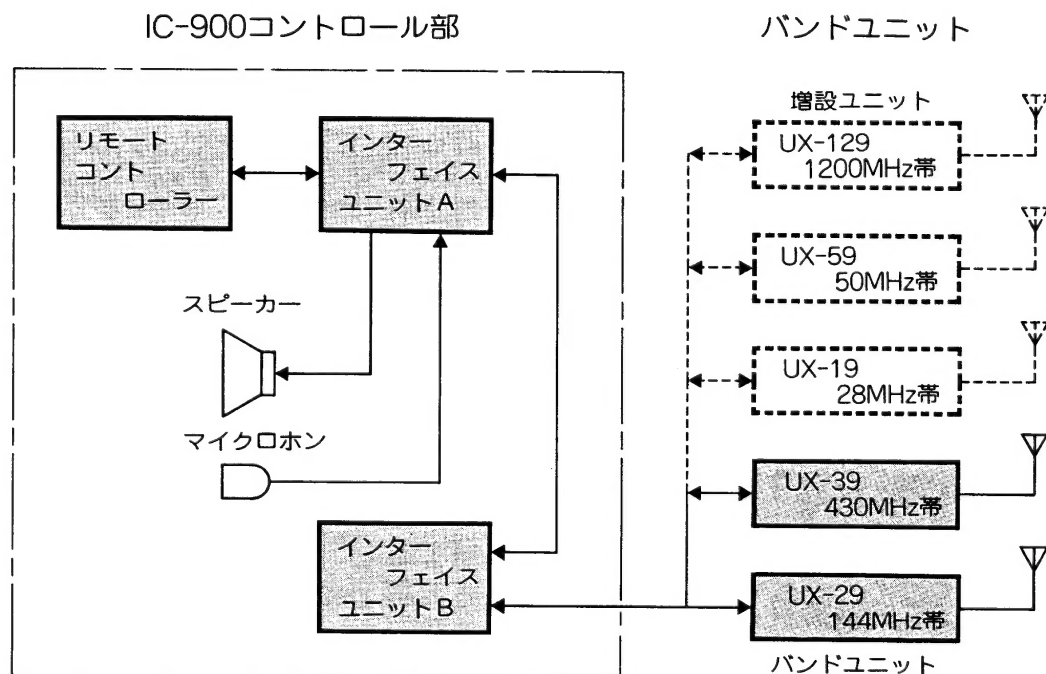 IC-900コントロール部
バンドユニット
リモート
コント
ローラー
インター
フェイス
ユニットA
スピーカー
マイクロホン
インター
フェイス
ユニットB
増設ユニット
UX-129
1200MHz帯
UX-59
50MHz帯
UX-19
28MHz帯
UX-39
430MHz帯
UX-29
144MHz帯
バンドユニット